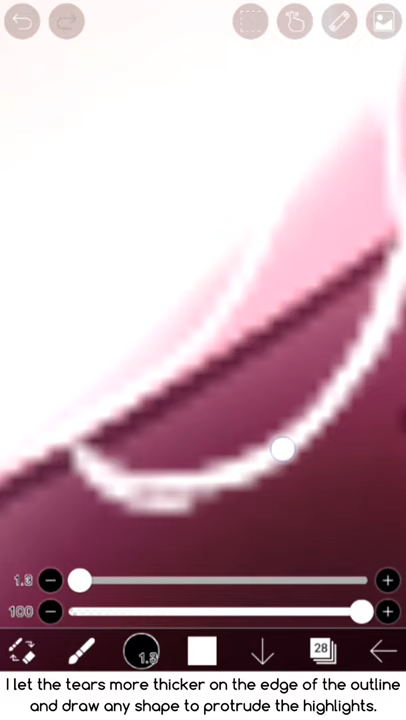 1.3
100
1.3
28
I let the tears more thicker on the edge of the outline
and draw any shape to protrude the highlights.